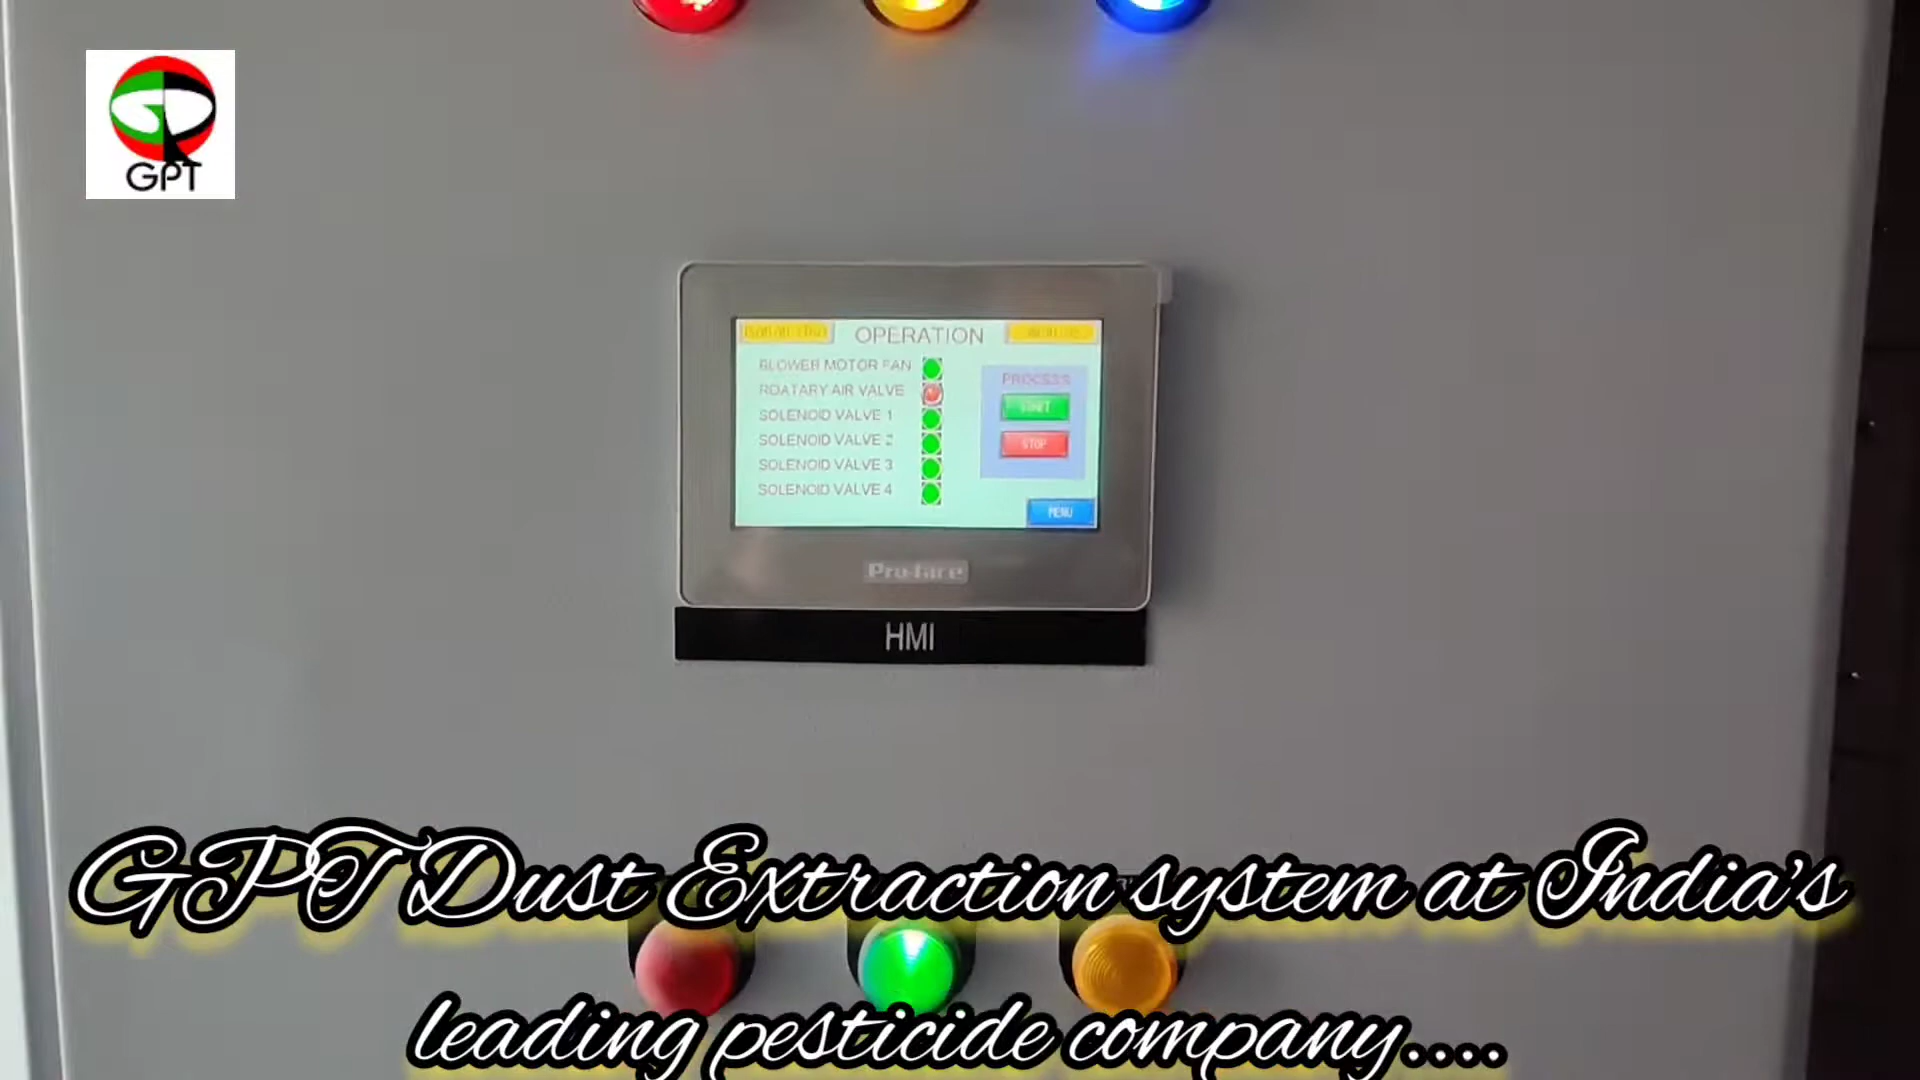 GPT
OPERATION
BLOWER MOTOR FAN
ROATARY AIR VALVE
PROCESS
START
SOLENOID VALVE 1
SOLENOID VALVE 2
STOP
SOLENOID VALVE 3
SOLENOID VALVE 4
MENU
Pro-face
HMI
GPT Dust Extraction system at India's
leading pesticide company....